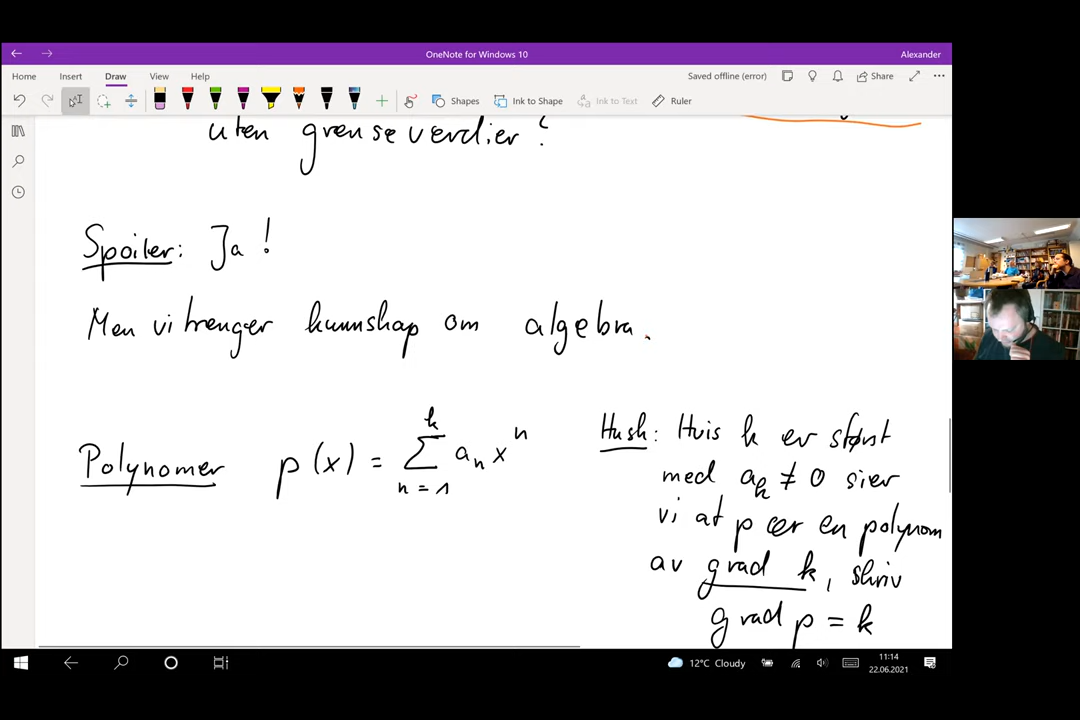 OneNote for Windows 10
Alexander
Home Insert Draw View Help
Saved offline (error)
Share
Shapes
Ink to Shape
Ink to Text
Ruler
uten grenseverdier?
Spoiler: Ja!
Men vi trenger kunnskap om algebra.
Polynomer p(x) = \sum_{n=1}^{k} a_n x^n
Husk: Hvis k er størst
med a_k ≠ 0 sier
vi at p er en polynom
av grad k, skriv
grad p = k
12°C Cloudy
11:14
22.06.2021